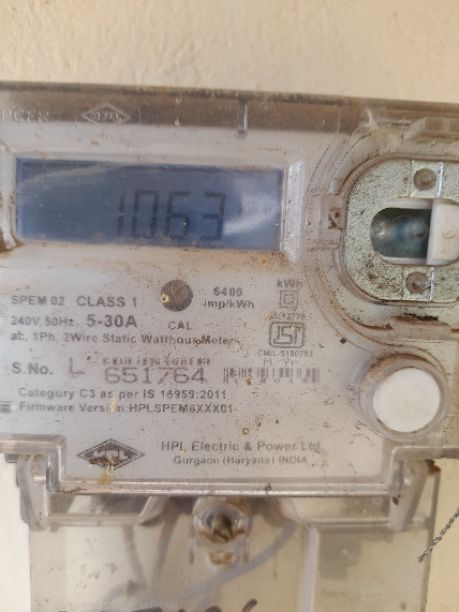 1063
SPEM 02 CLASS 1
6400
imp/kWh
kWh
240V, 50Hz, 5-30A
CAL
ac, 1Ph, 2Wire Static Watthour Meter
S.No. L 651764
Category C3 as per IS 15959:2011
Firmware Version HPLSPEM6XXX01
HPL Electric & Power Ltd.
Gurgaon (Haryana) INDIA